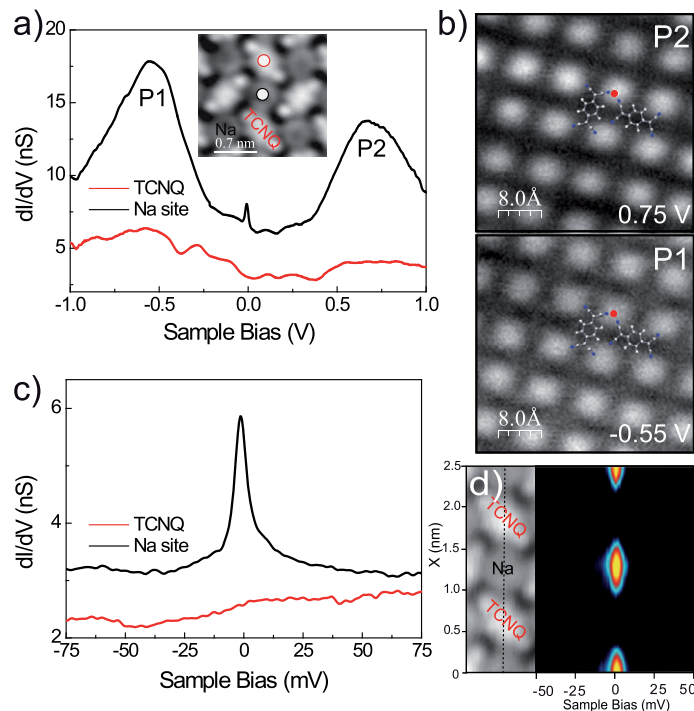 a)
20
15
10
5
dI/dV (nS)
P1
P2
Na
TCNQ
0.7 nm
TCNQ
Na site
-1.0
-0.5
0.0
0.5
1.0
Sample Bias (V)
b)
P2
8.0Å
0.75 V
P1
8.0Å
-0.55 V
c)
6
4
2
dI/dV (nS)
TCNQ
Na site
-75
-50
-25
0
25
50
75
Sample Bias (mV)
d)
2.5
2.0
1.5
1.0
0.5
0
X (nm)
TCNQ
Na
TCNQ
-50
-25
0
25
50
Sample Bias (mV)